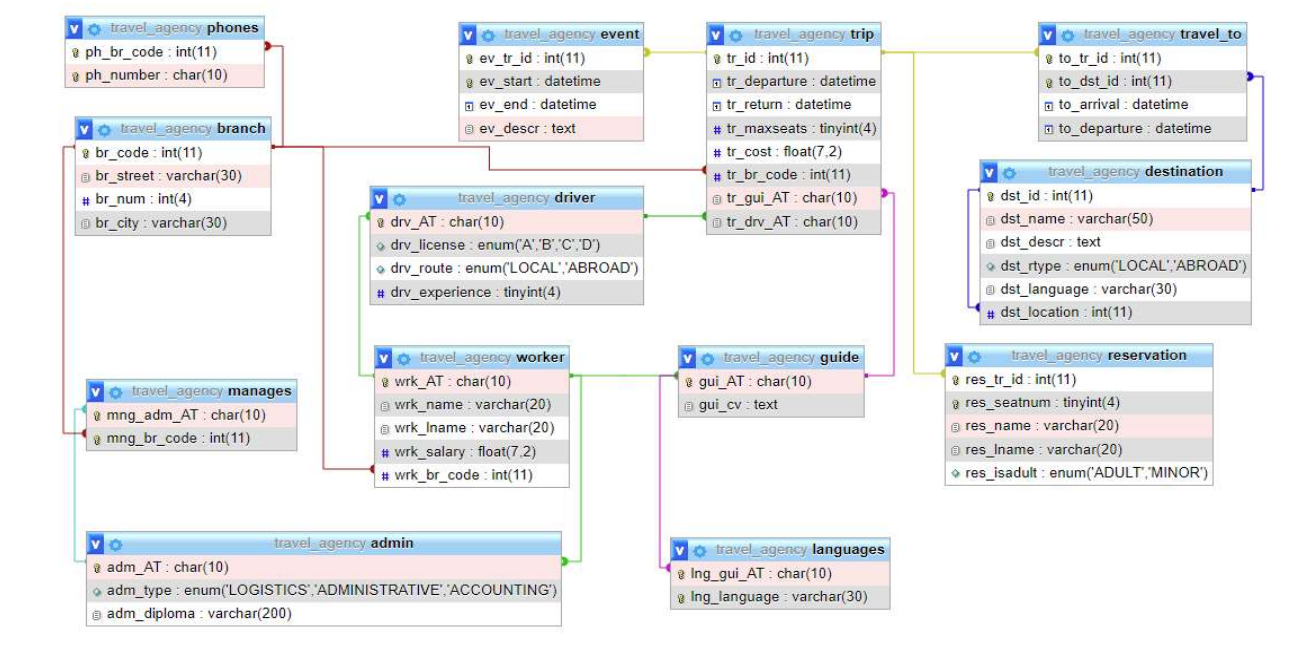 travel_agency phones
ph_br_code : int(11)
ph_number : char(10)
travel_agency event
ev_tr_id : int(11)
ev_start : datetime
ev_end : datetime
ev_descr : text
travel_agency trip
tr_id : int(11)
tr_departure : datetime
tr_return : datetime
tr_maxseats : tinyint(4)
tr_cost : float(7,2)
tr_br_code : int(11)
tr_gui_AT : char(10)
tr_drv_AT : char(10)
travel_agency travel_to
to_tr_id : int(11)
to_dst_id : int(11)
to_arrival : datetime
to_departure : datetime
travel_agency branch
br_code : int(11)
br_street : varchar(30)
br_num : int(4)
br_city : varchar(30)
travel_agency driver
drv_AT : char(10)
drv_license : enum('A','B','C','D')
drv_route : enum('LOCAL','ABROAD')
drv_experience : tinyint(4)
travel_agency destination
dst_id : int(11)
dst_name : varchar(50)
dst_descr : text
dst_rtype : enum('LOCAL','ABROAD')
dst_language : varchar(30)
dst_location : int(11)
travel_agency manages
mng_adm_AT : char(10)
mng_br_code : int(11)
travel_agency worker
wrk_AT : char(10)
wrk_name : varchar(20)
wrk_lname : varchar(20)
wrk_salary : float(7,2)
wrk_br_code : int(11)
travel_agency guide
gui_AT : char(10)
gui_cv : text
travel_agency reservation
res_tr_id : int(11)
res_seatnum : tinyint(4)
res_name : varchar(20)
res_lname : varchar(20)
res_isadult : enum('ADULT','MINOR')
travel_agency admin
adm_AT : char(10)
adm_type : enum('LOGISTICS','ADMINISTRATIVE','ACCOUNTING')
adm_diploma : varchar(200)
travel_agency languages
lng_gui_AT : char(10)
lng_language : varchar(30)